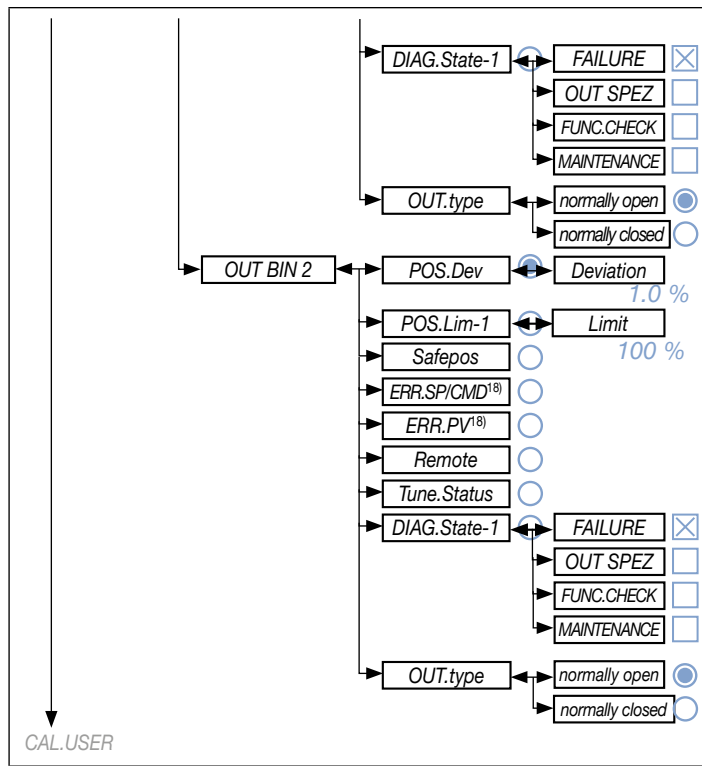 DIAG.State-1 FAILURE
OUT SPEZ
FUNC.CHECK
MAINTENANCE
OUT.type normally open
normally closed
OUT BIN 2 POS.Dev Deviation
1.0 %
POS.Lim-1 Limit
100 %
Safepos
ERR.SP/CMD18)
ERR.PV18)
Remote
Tune.Status
DIAG.State-1 FAILURE
OUT SPEZ
FUNC.CHECK
MAINTENANCE
OUT.type normally open
normally closed
CAL.USER